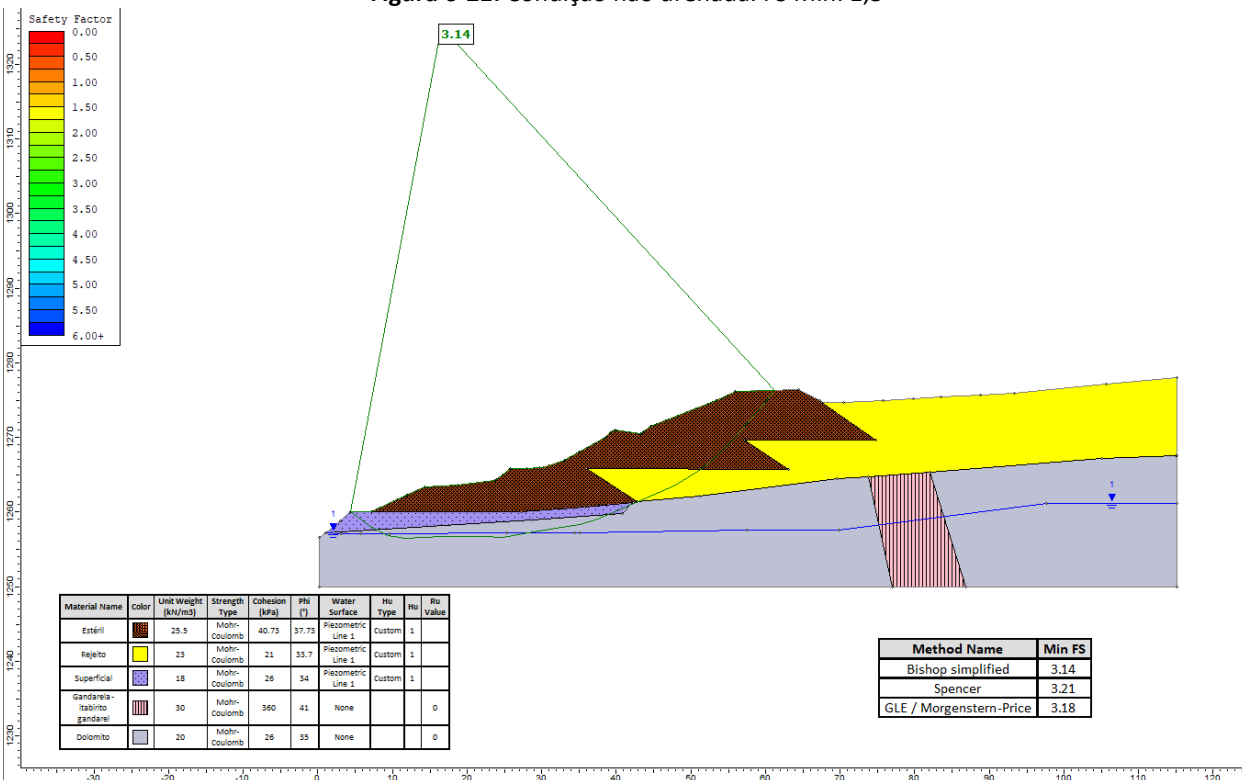 Figura 6-22: Condição não drenada. FS Mín. 1,3
Safety Factor
0.00
0.50
1.00
1.50
2.00
2.50
3.00
3.50
4.00
4.50
5.00
5.50
6.00+
3.14
1320
1310
1300
1290
1280
1270
1260
1250
1240
1230
1
1
Material Name Color Unit Weight (kN/m3) Strength Type Cohesion (kPa) Phi (°) Water Surface Hu Type Hu Ru Value
Estéril 25.5 Mohr-Coulomb 40.73 37.73 Piezometric Line 1 Custom 1
Rejeito 23 Mohr-Coulomb 21 33.7 Piezometric Line 1 Custom 1
Superficial 18 Mohr-Coulomb 26 34 Piezometric Line 1 Custom 1
Gandarela-itabirito gandarel 30 Mohr-Coulomb 360 41 None 0
Dolomito 20 Mohr-Coulomb 26 35 None 0
Method Name Min FS
Bishop simplified 3.14
Spencer 3.21
GLE / Morgenstern-Price 3.18
-30 -20 -10 0 10 20 30 40 50 60 70 80 90 100 110 120